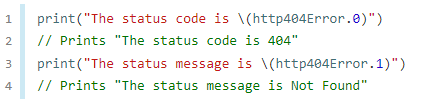 1 print("The status code is \(http404Error.0)")
2 // Prints "The status code is 404"
3 print("The status message is \(http404Error.1)")
4 // Prints "The status message is Not Found"